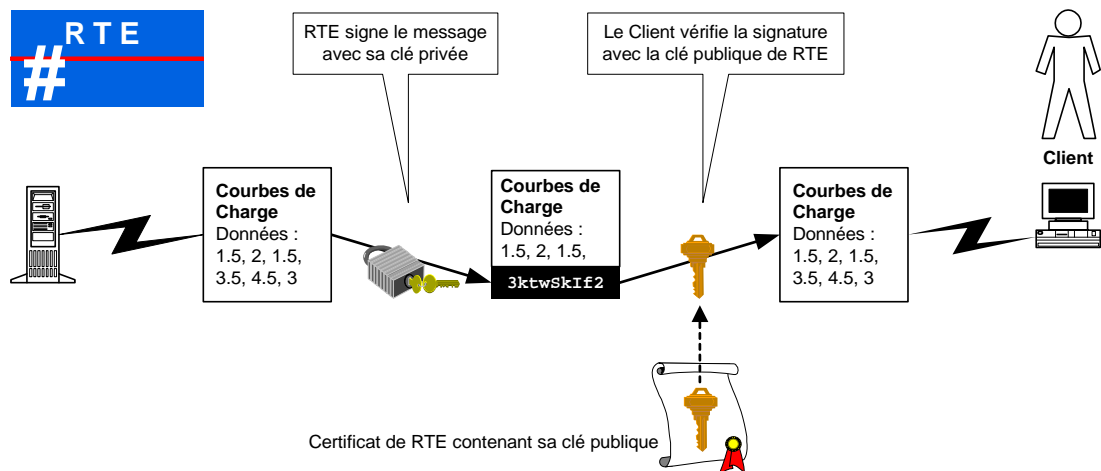 R T E
#
RTE signe le message
avec sa clé privée
Le Client vérifie la signature
avec la clé publique de RTE
Client
Courbes de
Charge
Données :
1.5, 2, 1.5,
3.5, 4.5, 3
Courbes de
Charge
Données :
1.5, 2, 1.5,
3ktwSkIf2
Courbes de
Charge
Données :
1.5, 2, 1.5,
3.5, 4.5, 3
Certificat de RTE contenant sa clé publique